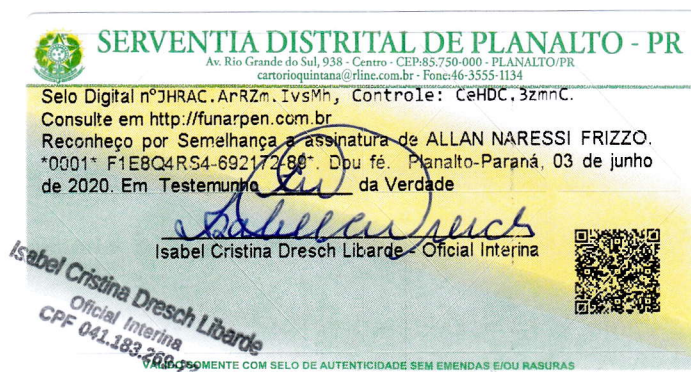 SERVENTIA DISTRITAL DE PLANALTO - PR
Av. Rio Grande do Sul, 938 - Centro - CEP:85.750-000 - PLANALTO/PR
cartorioquintana@rline.com.br - Fone:46-3555-1134
Selo Digital nºJHRAC.ArRZm.IvsMh, Controle: CeHDC.3zmnC.
Consulte em http://funarpen.com.br
Reconheço por Semelhança a assinatura de ALLAN NARESSI FRIZZO.
*0001* F1E8Q4RS4-692172-80*. Dou fé. Planalto-Paraná, 03 de junho
de 2020. Em Testemunho da Verdade
Isabel Cristina Dresch Libarde - Oficial Interina
Isabel Cristina Dresch Libarde
Oficial Interina
CPF 041.183.269
VÁLIDO SOMENTE COM SELO DE AUTENTICIDADE SEM EMENDAS E/OU RASURAS